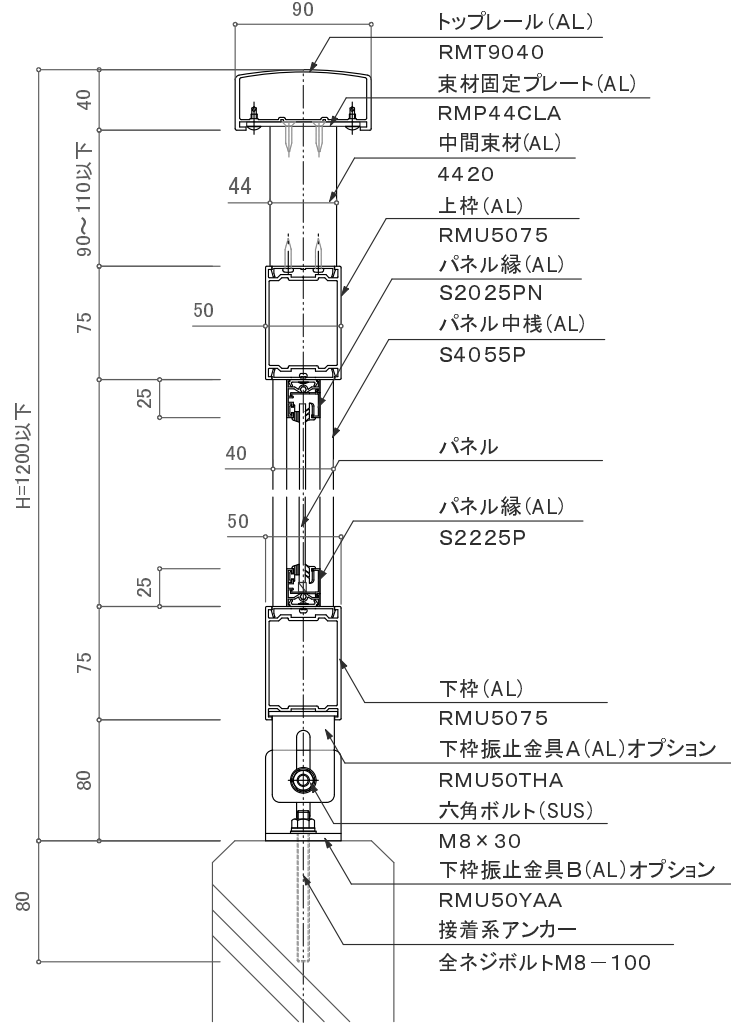 90
トップレール(AL)
RMT9040
束材固定プレート(AL)
RMP44CLA
40
中間束材(AL)
4420
90〜110以下
44
上枠(AL)
RMU5075
パネル縁(AL)
S2025PN
75
50
パネル中桟(AL)
S4055P
25
H=1200以下
40
パネル
50
パネル縁(AL)
S2225P
25
75
下枠(AL)
RMU5075
下枠振止金具A(AL)オプション
RMU50THA
80
六角ボルト(SUS)
M8×30
下枠振止金具B(AL)オプション
RMU50YAA
80
接着系アンカー
全ネジボルトM8－100